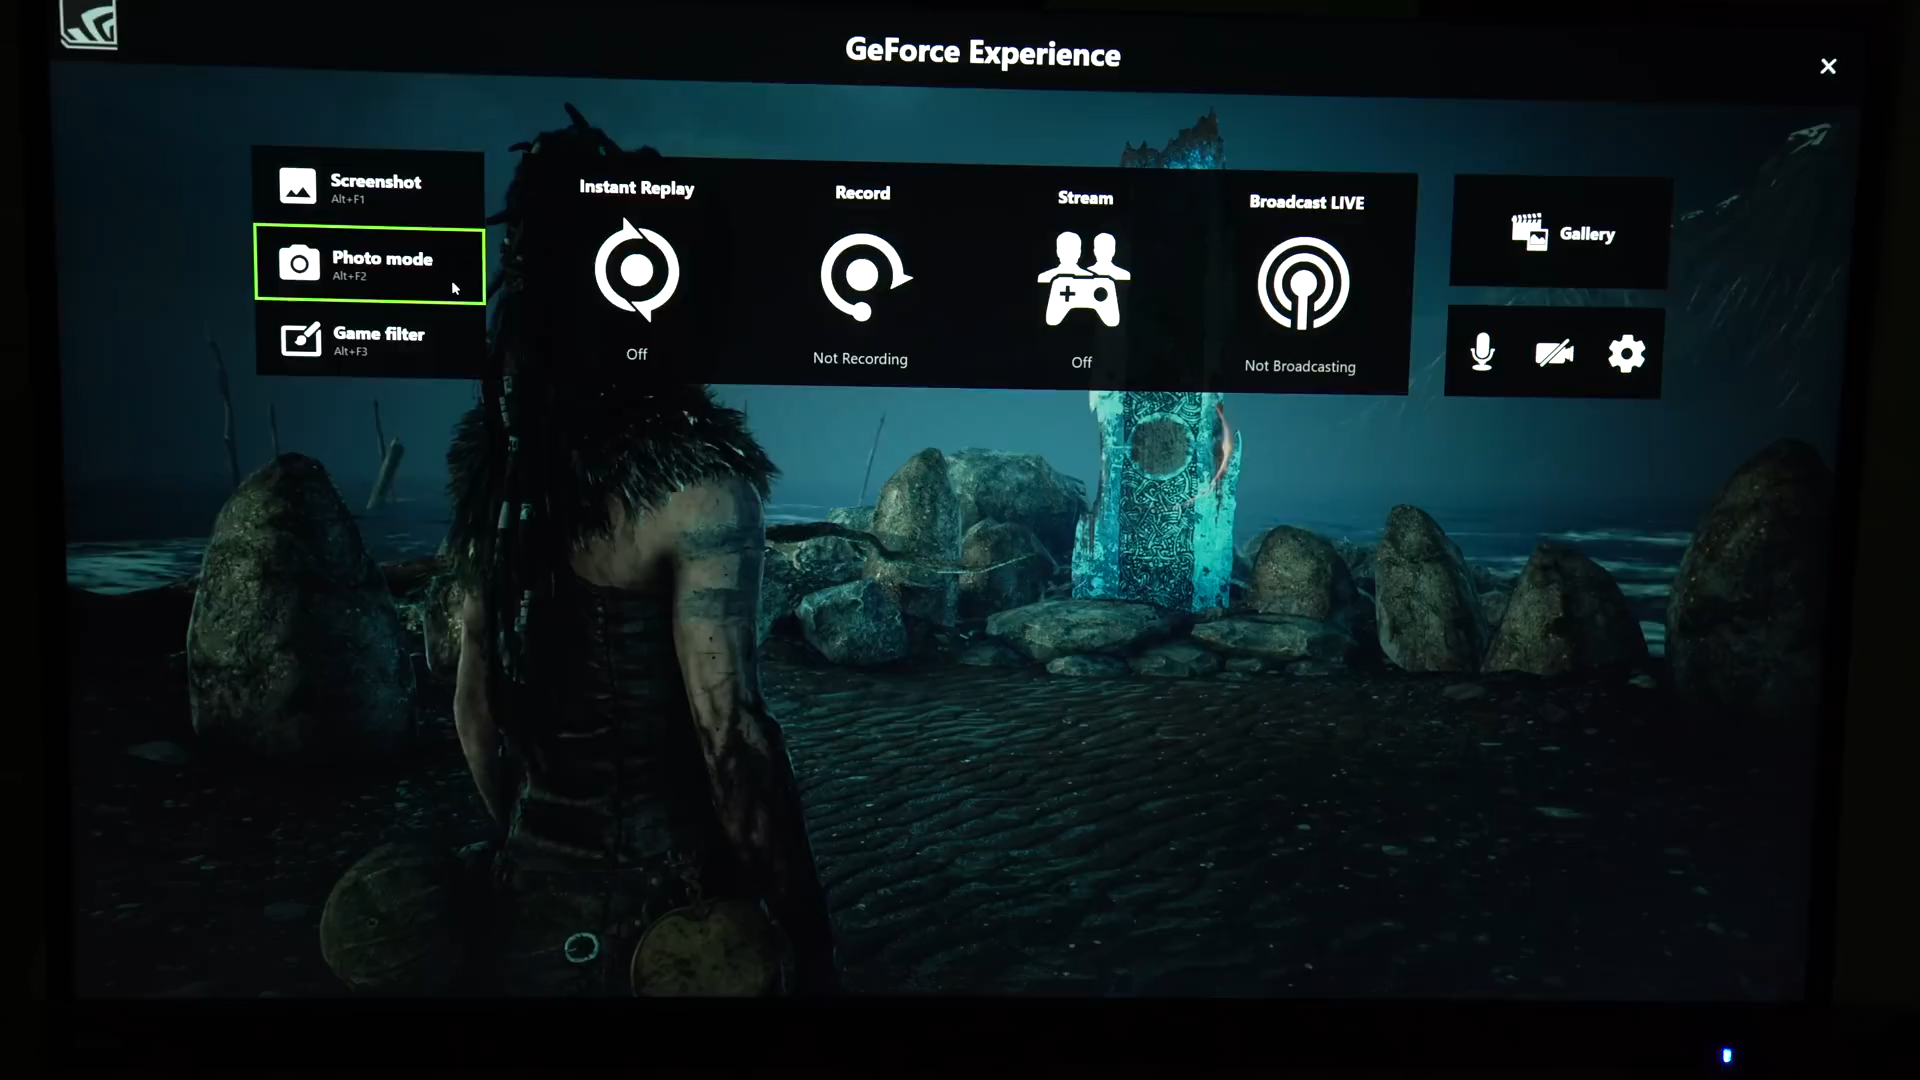 GeForce Experience
Screenshot
Alt+F1
Photo mode
Alt+F2
Game filter
Alt+F3
Instant Replay
Off
Record
Not Recording
Stream
Off
Broadcast LIVE
Not Broadcasting
Gallery